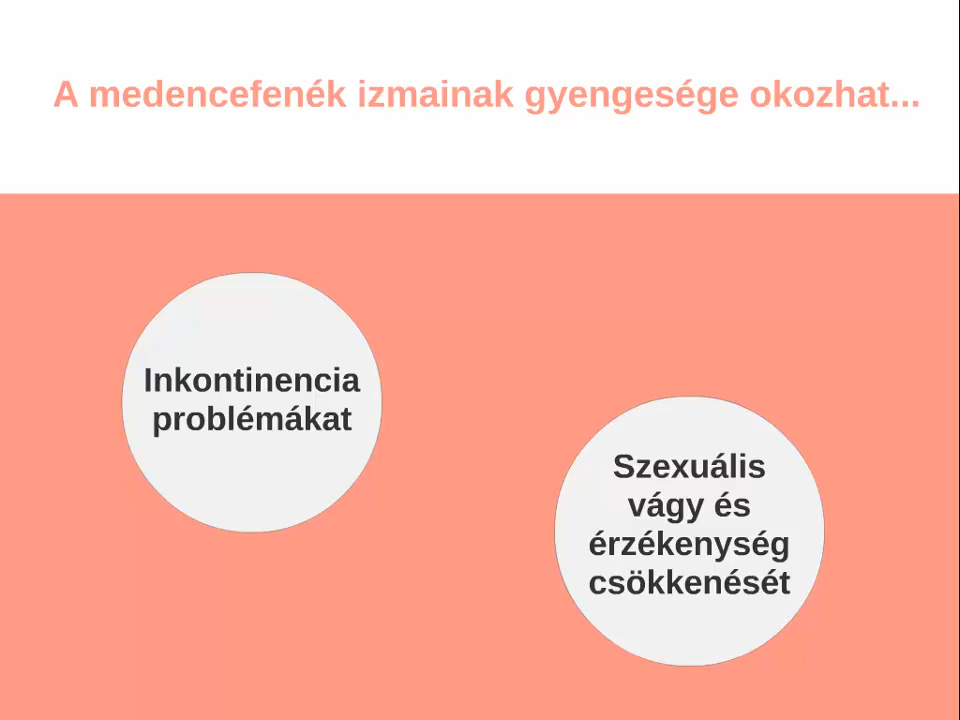 A medencefenék izmainak gyengesége okozhat...
Inkontinencia
problémákat
Szexuális
vágy és
érzékenység
csökkenését